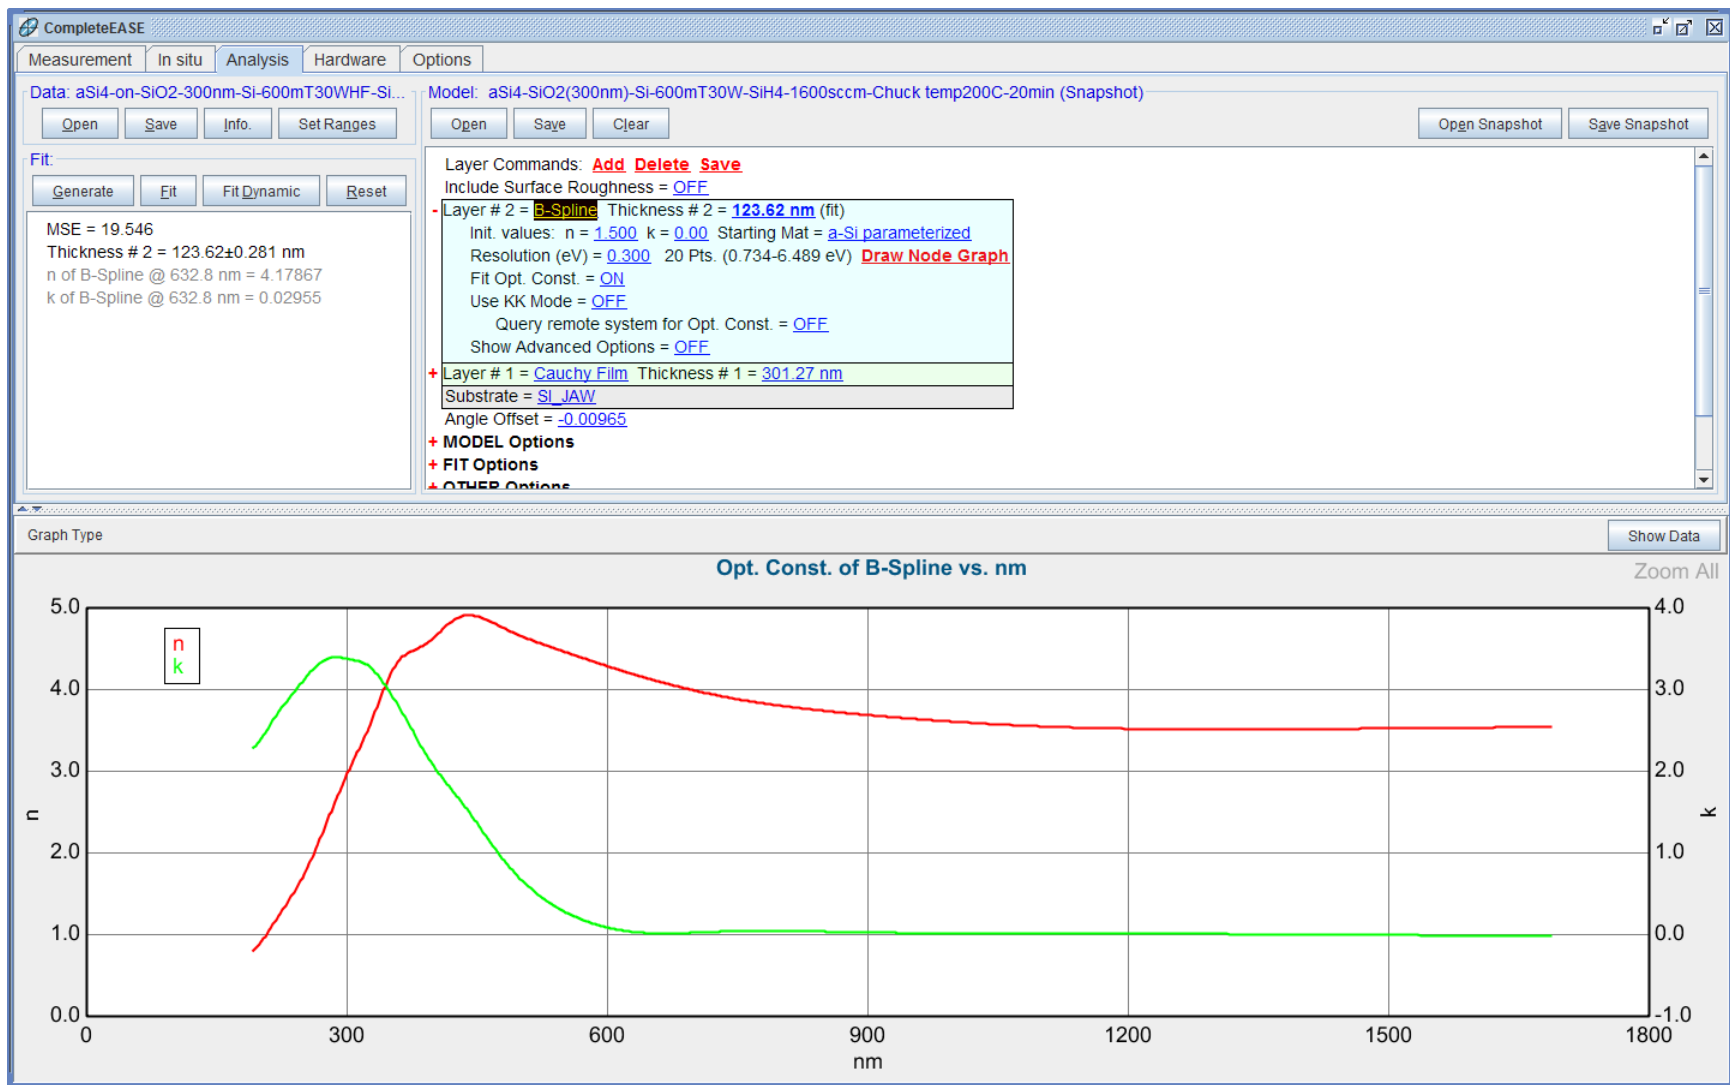 CompleteEASE
Measurement In situ Analysis Hardware Options
Data: aSi4-on-SiO2-300nm-Si-600mT30WHF-Si...
Open Save Info. Set Ranges
Fit:
Generate Fit Fit Dynamic Reset
MSE = 19.546
Thickness # 2 = 123.62±0.281 nm
n of B-Spline @ 632.8 nm = 4.17867
k of B-Spline @ 632.8 nm = 0.02955
Model: aSi4-SiO2(300nm)-Si-600mT30W-SiH4-1600sccm-Chuck temp200C-20min (Snapshot)
Open Save Clear Open Snapshot Save Snapshot
Layer Commands: Add Delete Save
Include Surface Roughness = OFF
- Layer # 2 = B-Spline Thickness # 2 = 123.62 nm (fit)
Init. values: n = 1.500 k = 0.00 Starting Mat = a-Si parameterized
Resolution (eV) = 0.300 20 Pts. (0.734-6.489 eV) Draw Node Graph
Fit Opt. Const. = ON
Use KK Mode = OFF
Query remote system for Opt. Const. = OFF
Show Advanced Options = OFF
+ Layer # 1 = Cauchy Film Thickness # 1 = 301.27 nm
Substrate = SI_JAW
Angle Offset = -0.00965
+ MODEL Options
+ FIT Options
+ OTHER Options
Graph Type Show Data
Opt. Const. of B-Spline vs. nm
Zoom All
n
k
5.0
4.0
3.0
2.0
1.0
0.0
n
4.0
3.0
2.0
1.0
0.0
-1.0
k
0 300 600 900 1200 1500 1800
nm